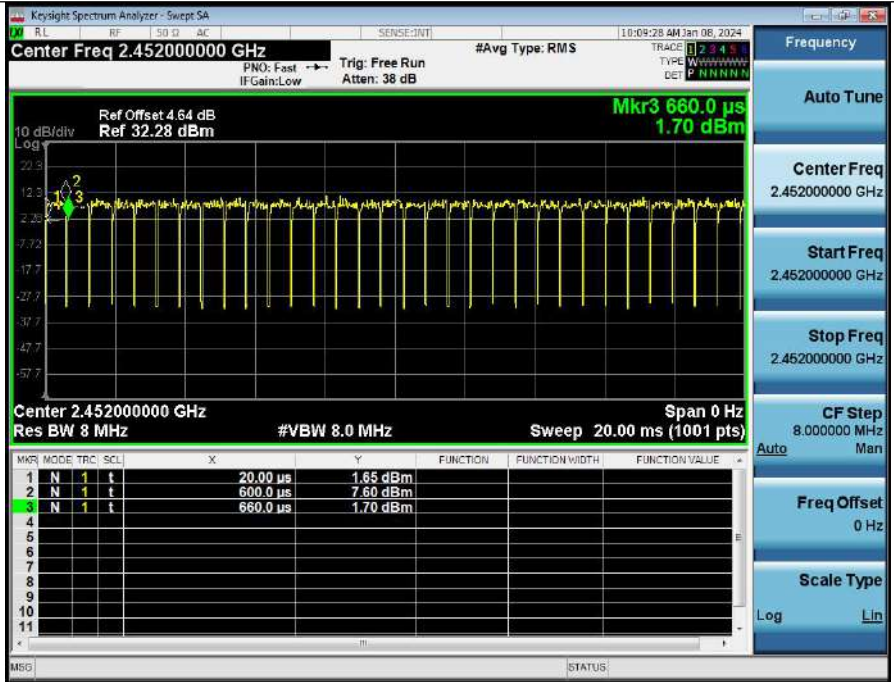 Keysight Spectrum Analyzer - Swept SA
RL RF 50 Ω AC SENSE:INT 10:09:28 AM Jan 08, 2024
Center Freq 2.452000000 GHz #Avg Type: RMS TRACE 1 2 3 4 5 6
PNO: Fast Trig: Free Run TYPE W
IFGain:Low Atten: 38 dB DET P N N N N N
Frequency
Auto Tune
Center Freq
2.452000000 GHz
Start Freq
2.452000000 GHz
Stop Freq
2.452000000 GHz
CF Step
8.000000 MHz
Auto Man
Freq Offset
0 Hz
Scale Type
Log Lin
Mkr3 660.0 µs
1.70 dBm
Ref Offset 4.64 dB
10 dB/div Ref 32.28 dBm
Log
22.3
12.3
2.28
-7.72
-17.7
-27.7
-37.7
-47.7
-57.7
1 2 3
Center 2.452000000 GHz Span 0 Hz
Res BW 8 MHz #VBW 8.0 MHz Sweep 20.00 ms (1001 pts)
MKR MODE TRC SCL X Y FUNCTION FUNCTION WIDTH FUNCTION VALUE
1 N 1 t 20.00 µs 1.65 dBm
2 N 1 t 600.0 µs 7.60 dBm
3 N 1 t 660.0 µs 1.70 dBm
4
5
6
7
8
9
10
11
MSG STATUS